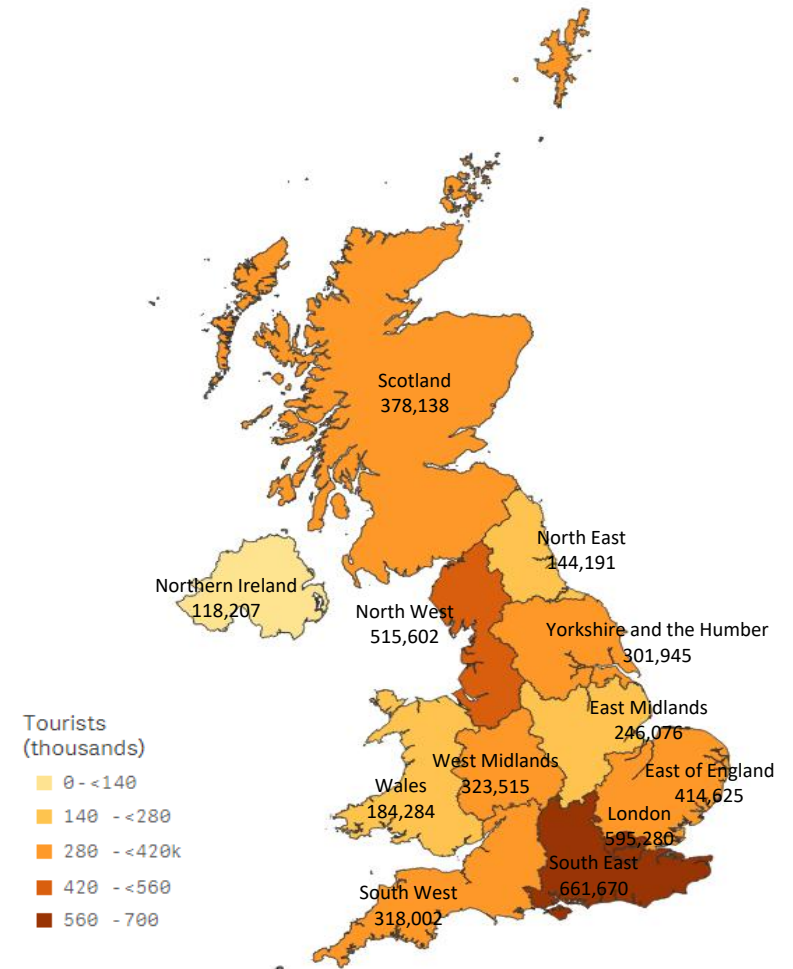 Scotland
378,138
North East
144,191
Northern Ireland
118,207
North West
515,602
Yorkshire and the Humber
301,945
East Midlands
246,076
West Midlands
323,515
East of England
414,625
Wales
184,284
London
595,280
South East
661,670
South West
318,002
Tourists
(thousands)
0-<140
140 -<280
280 -<420k
420 -<560
560 -700